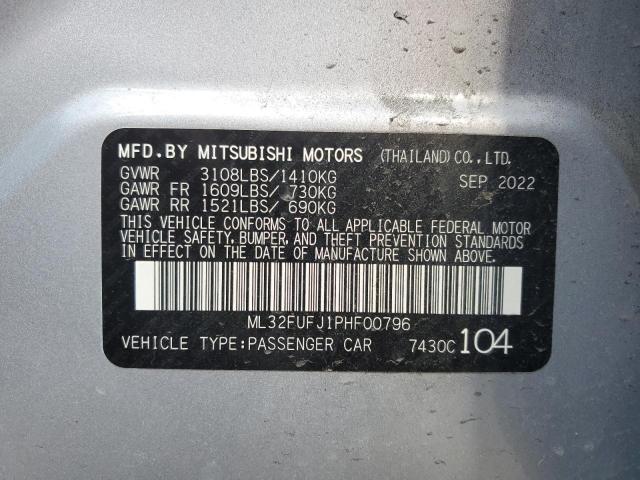 MFD.BY MITSUBISHI MOTORS (THAILAND) CO., LTD.
GVWR 3108LBS/1410KG SEP 2022
GAWR FR 1609LBS/ 730KG
GAWR RR 1521LBS/ 690KG
THIS VEHICLE CONFORMS TO ALL APPLICABLE FEDERAL MOTOR
VEHICLE SAFETY, BUMPER, AND THEFT PREVENTION STANDARDS
IN EFFECT ON THE DATE OF MANUFACTURE SHOWN ABOVE.
ML32FUFJ1PHF00796
VEHICLE TYPE:PASSENGER CAR 7430C 104